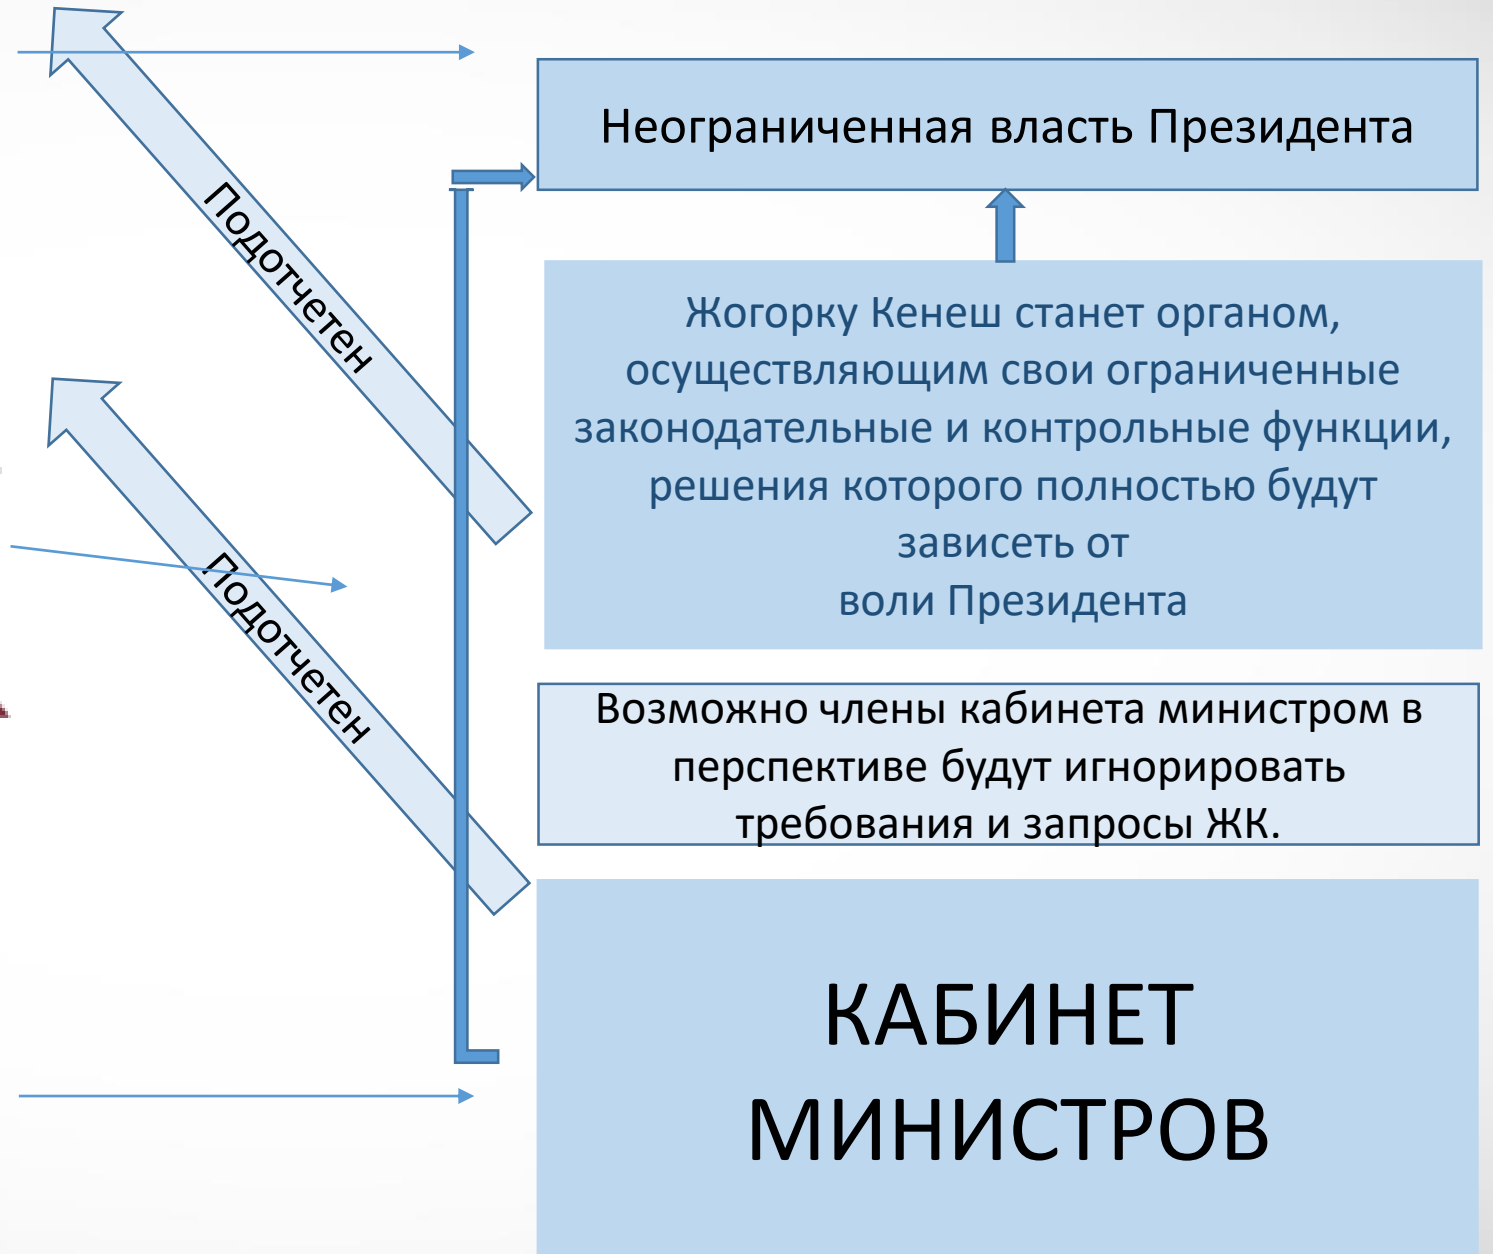 Неограниченная власть Президента
Подотчетен
Жогорку Кенеш станет органом,
осуществляющим свои ограниченные
законодательные и контрольные функции,
решения которого полностью будут
зависеть от
воли Президента
Подотчетен
Возможно члены кабинета министром в
перспективе будут игнорировать
требования и запросы ЖК.
КАБИНЕТ
МИНИСТРОВ